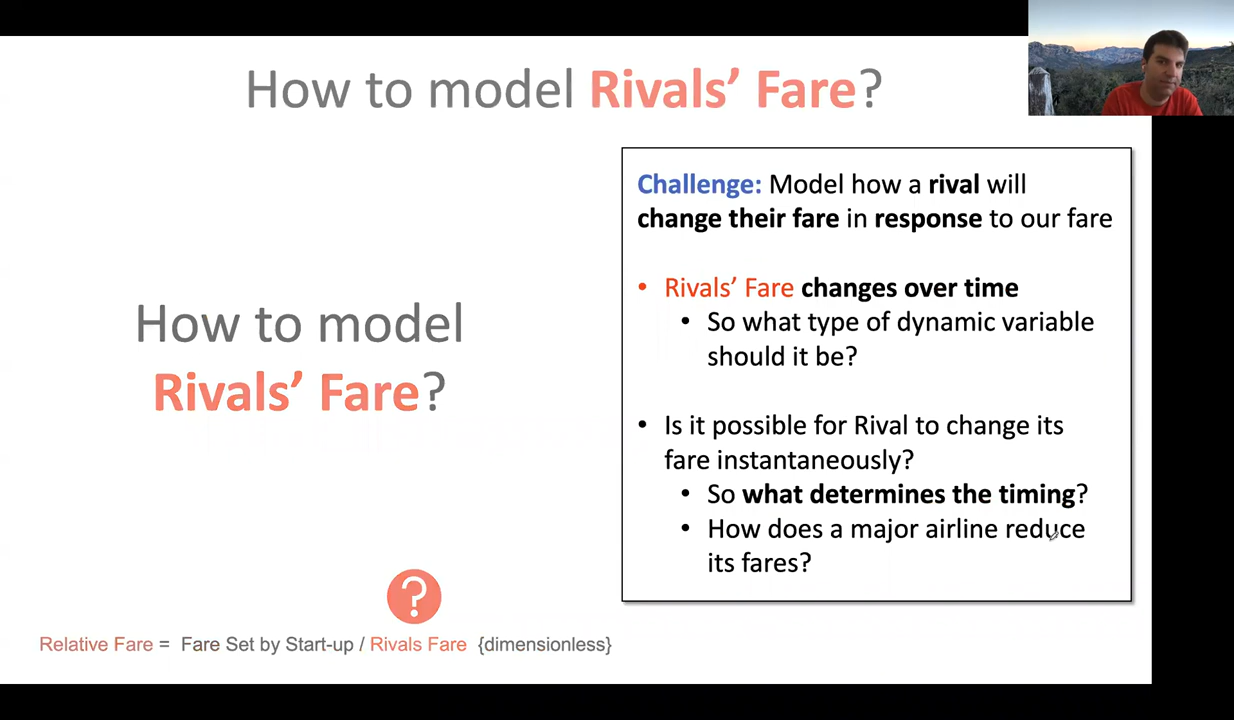 How to model Rivals’ Fare?
How to model
Rivals’ Fare?
Challenge: Model how a rival will
change their fare in response to our fare
• Rivals’ Fare changes over time
• So what type of dynamic variable
should it be?
• Is it possible for Rival to change its
fare instantaneously?
• So what determines the timing?
• How does a major airline reduce
its fares?
?
Relative Fare = Fare Set by Start-up / Rivals Fare {dimensionless}